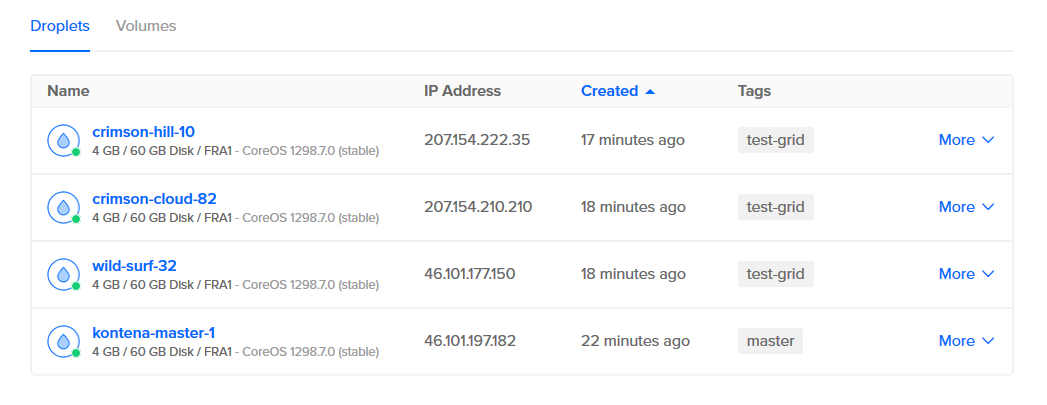 Droplets Volumes
Name IP Address Created Tags
crimson-hill-10 207.154.222.35 17 minutes ago test-grid More
4 GB / 60 GB Disk / FRA1 - CoreOS 1298.7.0 (stable)
crimson-cloud-82 207.154.210.210 18 minutes ago test-grid More
4 GB / 60 GB Disk / FRA1 - CoreOS 1298.7.0 (stable)
wild-surf-32 46.101.177.150 18 minutes ago test-grid More
4 GB / 60 GB Disk / FRA1 - CoreOS 1298.7.0 (stable)
kontena-master-1 46.101.197.182 22 minutes ago master More
4 GB / 60 GB Disk / FRA1 - CoreOS 1298.7.0 (stable)